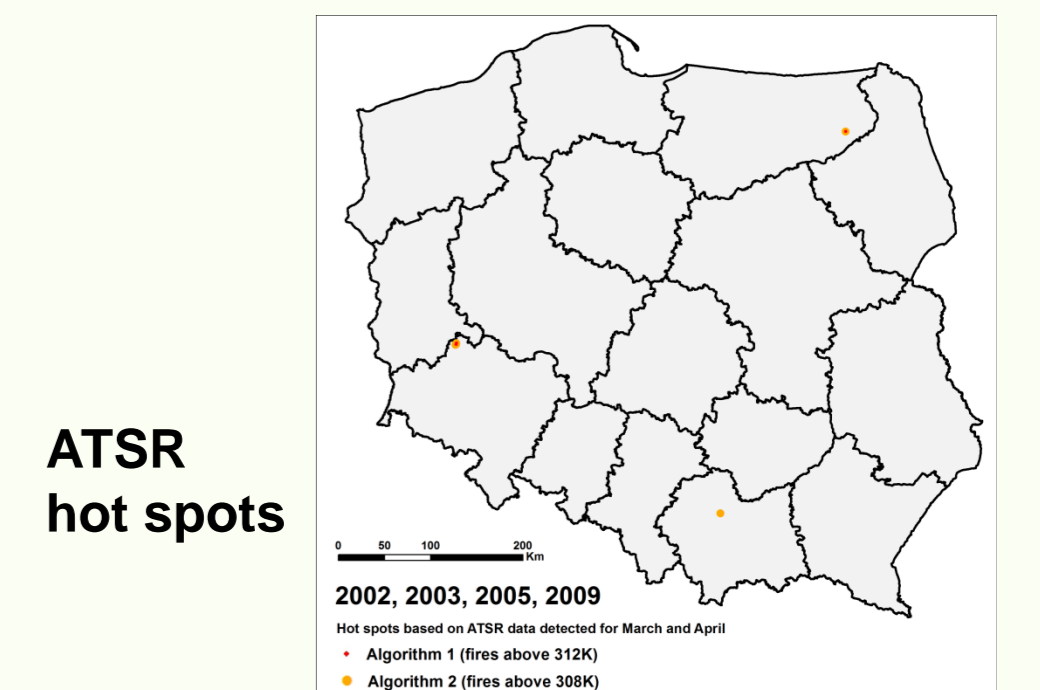 ATSR
hot spots
0 50 100 200
Km
2002, 2003, 2005, 2009
Hot spots based on ATSR data detected for March and April
Algorithm 1 (fires above 312K)
Algorithm 2 (fires above 308K)